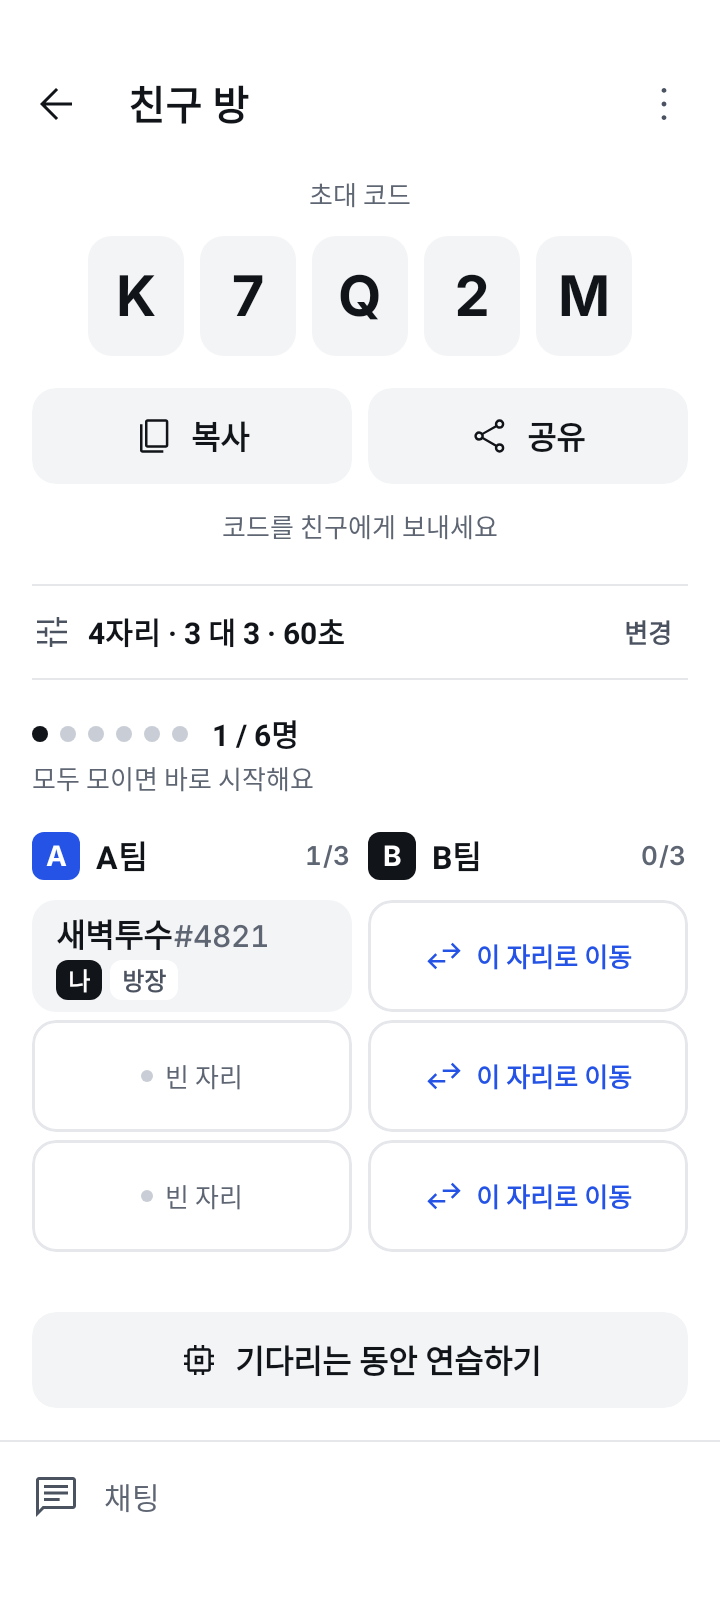 친구 방
초대 코드
K 7 Q 2 M
복사 공유
코드를 친구에게 보내세요
4자리 · 3 대 3 · 60초 변경
1 / 6명
모두 모이면 바로 시작해요
A A팀 1/3 B B팀 0/3
새벽투수#4821
나 방장
이 자리로 이동
빈 자리 이 자리로 이동
빈 자리 이 자리로 이동
기다리는 동안 연습하기
채팅